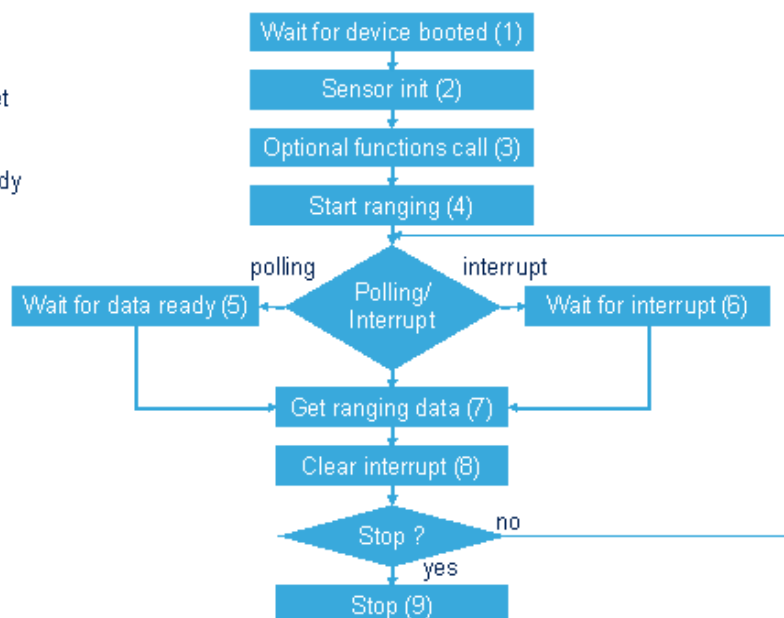 Wait for device booted (1)
Sensor init (2)
Optional functions call (3)
Start ranging (4)
polling
interrupt
Polling/
Interrupt
Wait for data ready (5)
Wait for interrupt (6)
Get ranging data (7)
Clear interrupt (8)
Stop ?
no
yes
Stop (9)